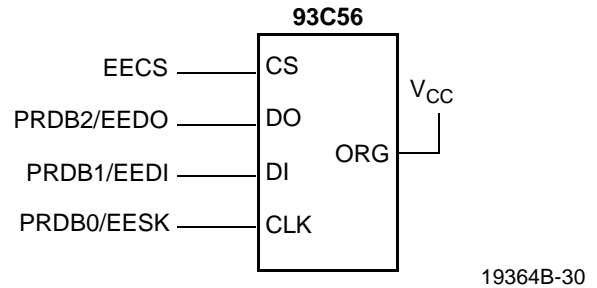 93C56
EECS CS
V_CC
PRDB2/EEDO DO
ORG
PRDB1/EEDI DI
PRDB0/EESK CLK
19364B-30